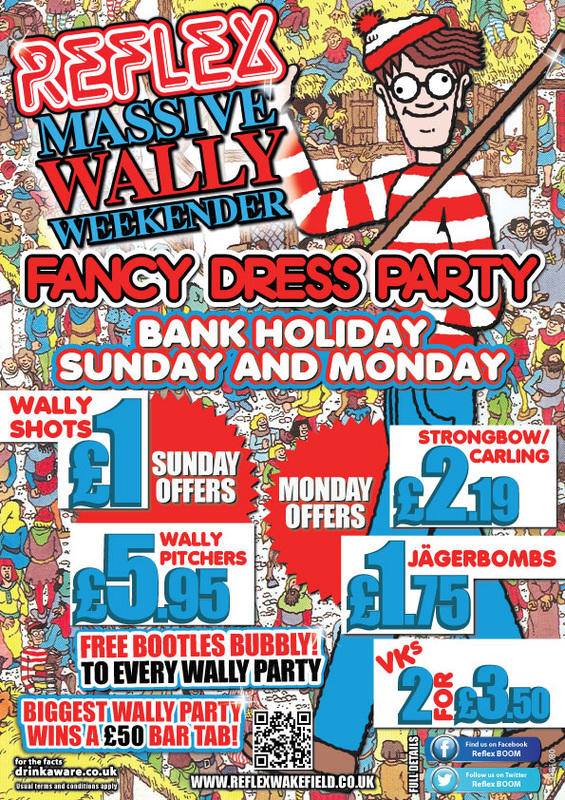 REFLEX
MASSIVE
WALLY
WEEKENDER
FANCY DRESS PARTY
BANK HOLIDAY
SUNDAY AND MONDAY
WALLY
SHOTS
£1
SUNDAY
OFFERS
WALLY
PITCHERS
£5.95
MONDAY
OFFERS
STRONGBOW/
CARLING
£2.19
JÄGERBOMBS
£1.75
VKs
2 FOR £3.50
FREE BOOTLES BUBBLY!
TO EVERY WALLY PARTY
BIGGEST WALLY PARTY
WINS A £50 BAR TAB!
for the facts
drinkaware.co.uk
Usual terms and conditions apply
WWW.REFLEXWAKEFIELD.CO.UK
FULL DETAILS
Find us on Facebook
Reflex BOOM
Follow us on Twitter
Reflex BOOM